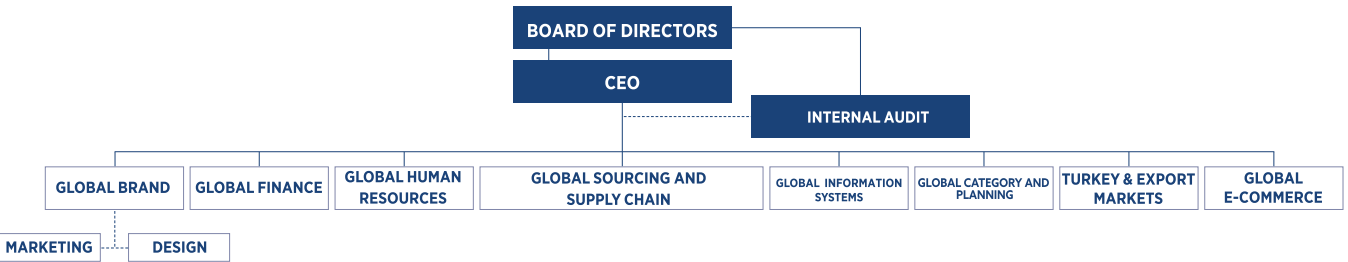 BOARD OF DIRECTORS
CEO
INTERNAL AUDIT
GLOBAL BRAND
GLOBAL FINANCE
GLOBAL HUMAN
RESOURCES
GLOBAL SOURCING AND
SUPPLY CHAIN
GLOBAL INFORMATION
SYSTEMS
GLOBAL CATEGORY AND
PLANNING
TURKEY & EXPORT
MARKETS
GLOBAL
E-COMMERCE
MARKETING
DESIGN